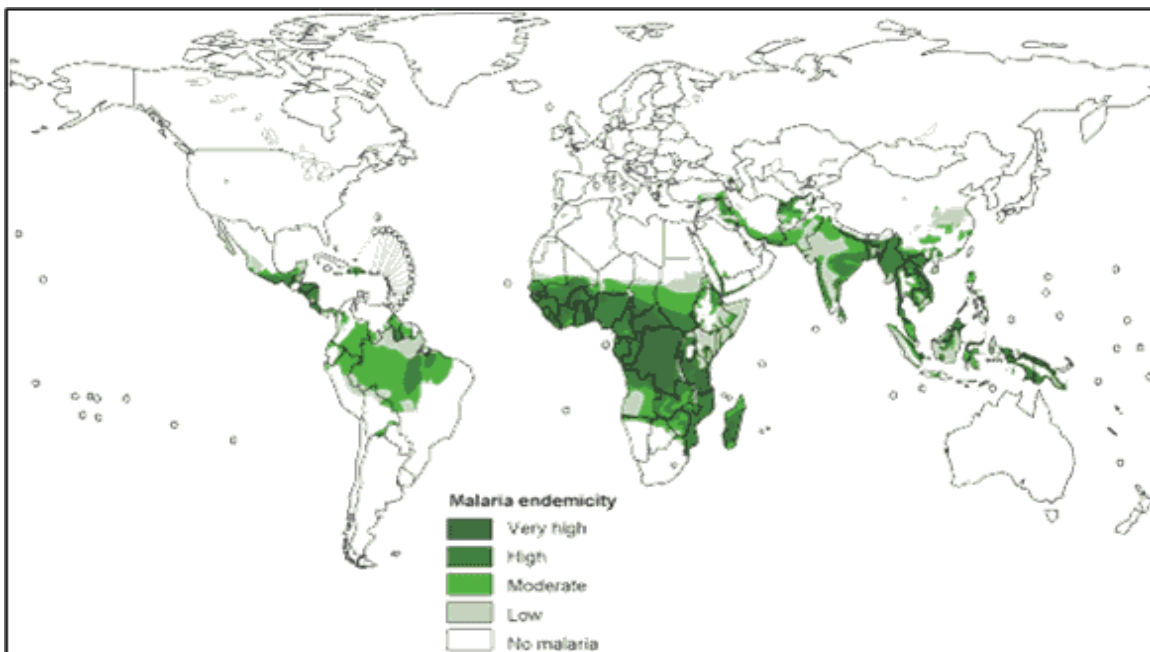 Malaria endemicity
Very high
High
Moderate
Low
No malaria